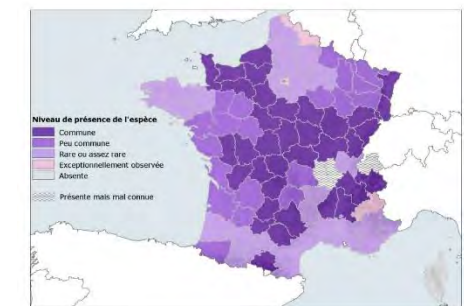 Niveau de présence de l'espèce
Commune
Peu commune
Rare ou assez rare
Exceptionnellement observée
Absente
Présente mais mal connue